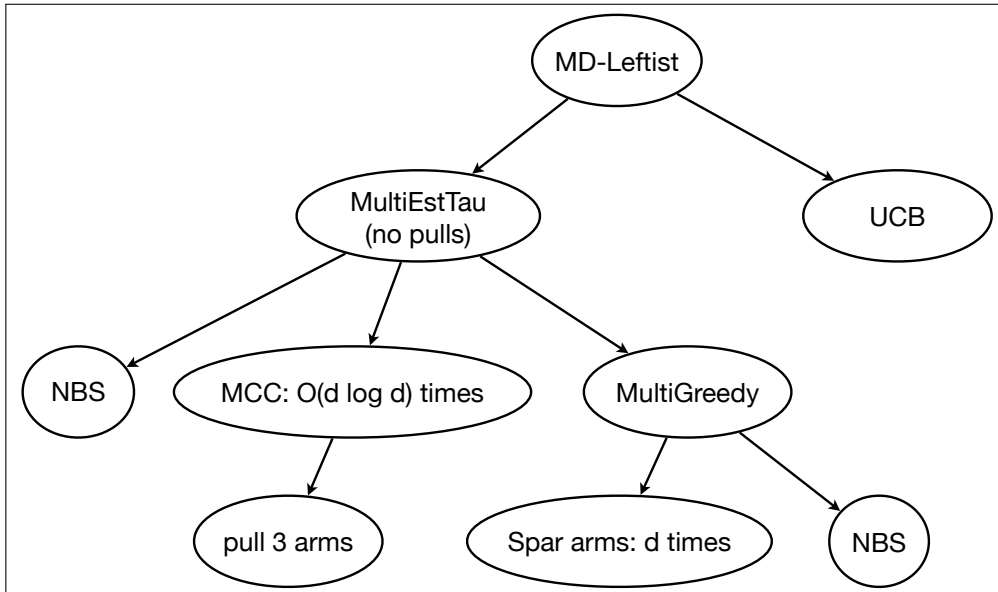 MD-Leftist
MultiEstTau
(no pulls)
UCB
NBS
MCC: O(d log d) times
MultiGreedy
pull 3 arms
Spar arms: d times
NBS